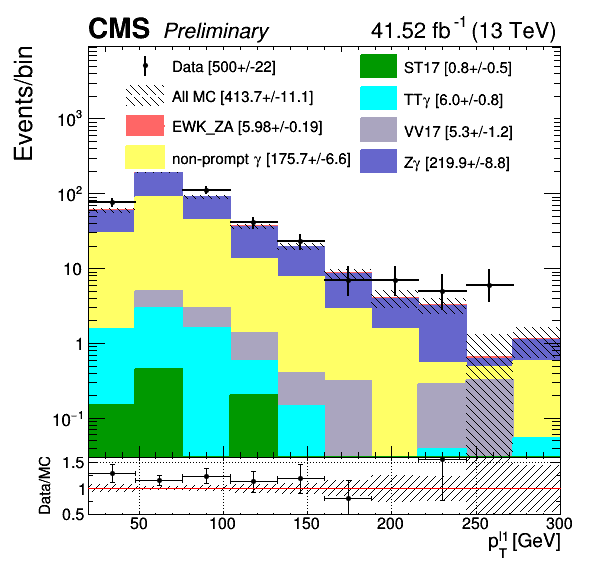 CMS Preliminary 41.52 fb⁻¹ (13 TeV)
Events/bin
Data [500+/-22]
All MC [413.7+/-11.1]
EWK_ZA [5.98+/-0.19]
non-prompt γ [175.7+/-6.6]
ST17 [0.8+/-0.5]
TTγ [6.0+/-0.8]
VV17 [5.3+/-1.2]
Zγ [219.9+/-8.8]
10³
10²
10
1
10⁻¹
Data/MC
1.5
1
0.5
50 100 150 200 250 300
p_T^l1 [GeV]